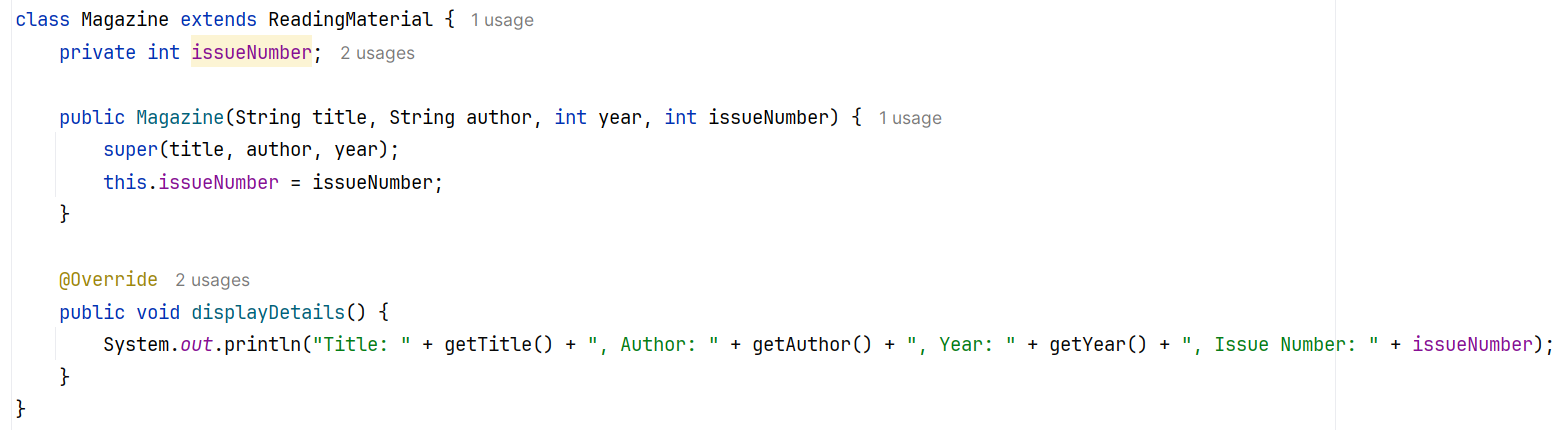 class Magazine extends ReadingMaterial { 1 usage
    private int issueNumber; 2 usages

    public Magazine(String title, String author, int year, int issueNumber) { 1 usage
        super(title, author, year);
        this.issueNumber = issueNumber;
    }

    @Override 2 usages
    public void displayDetails() {
        System.out.println("Title: " + getTitle() + ", Author: " + getAuthor() + ", Year: " + getYear() + ", Issue Number: " + issueNumber);
    }
}